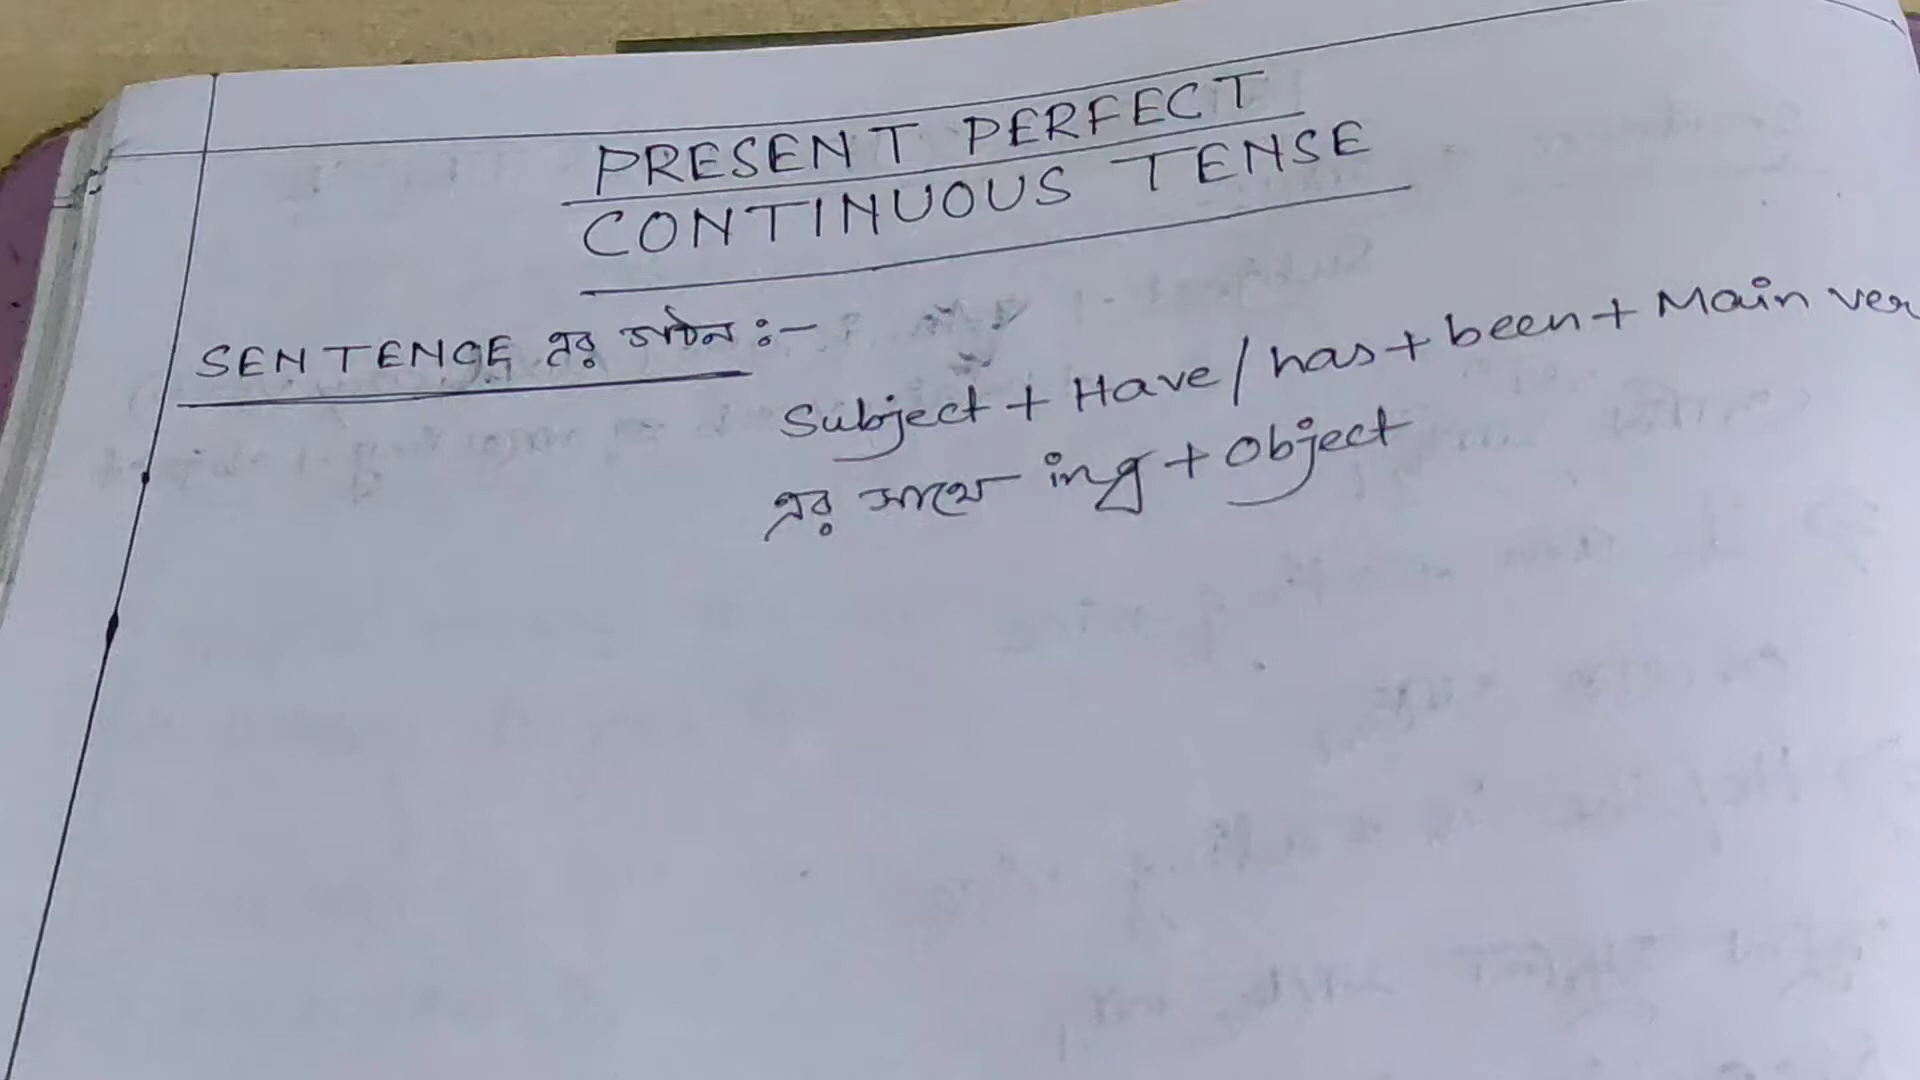 PRESENT PERFECT
CONTINUOUS TENSE
SENTENCE এর গঠন :-
Subject + Have / has + been + Main ver
এর সাথে ing + Object